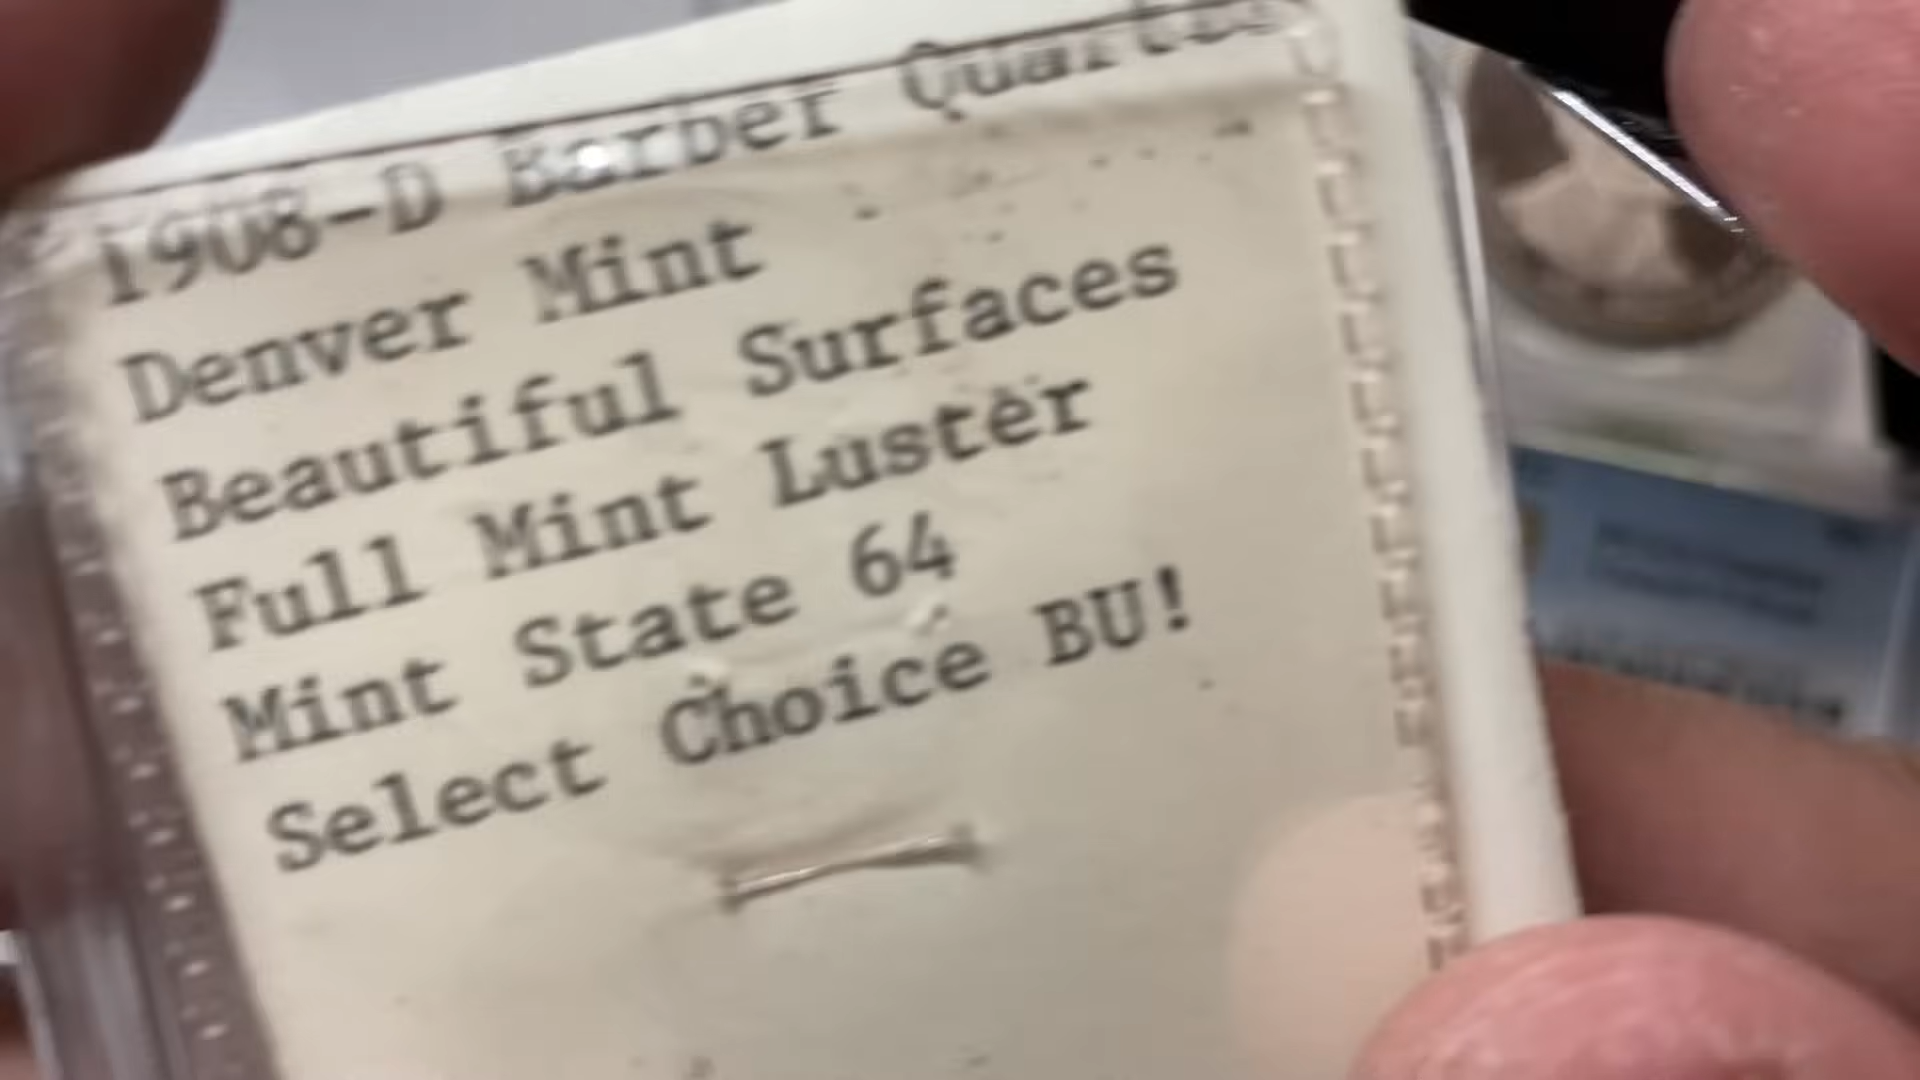 1908-D Barber Quarter
Denver Mint
Beautiful Surfaces
Full Mint Luster
Mint State 64
Select Choice BU!